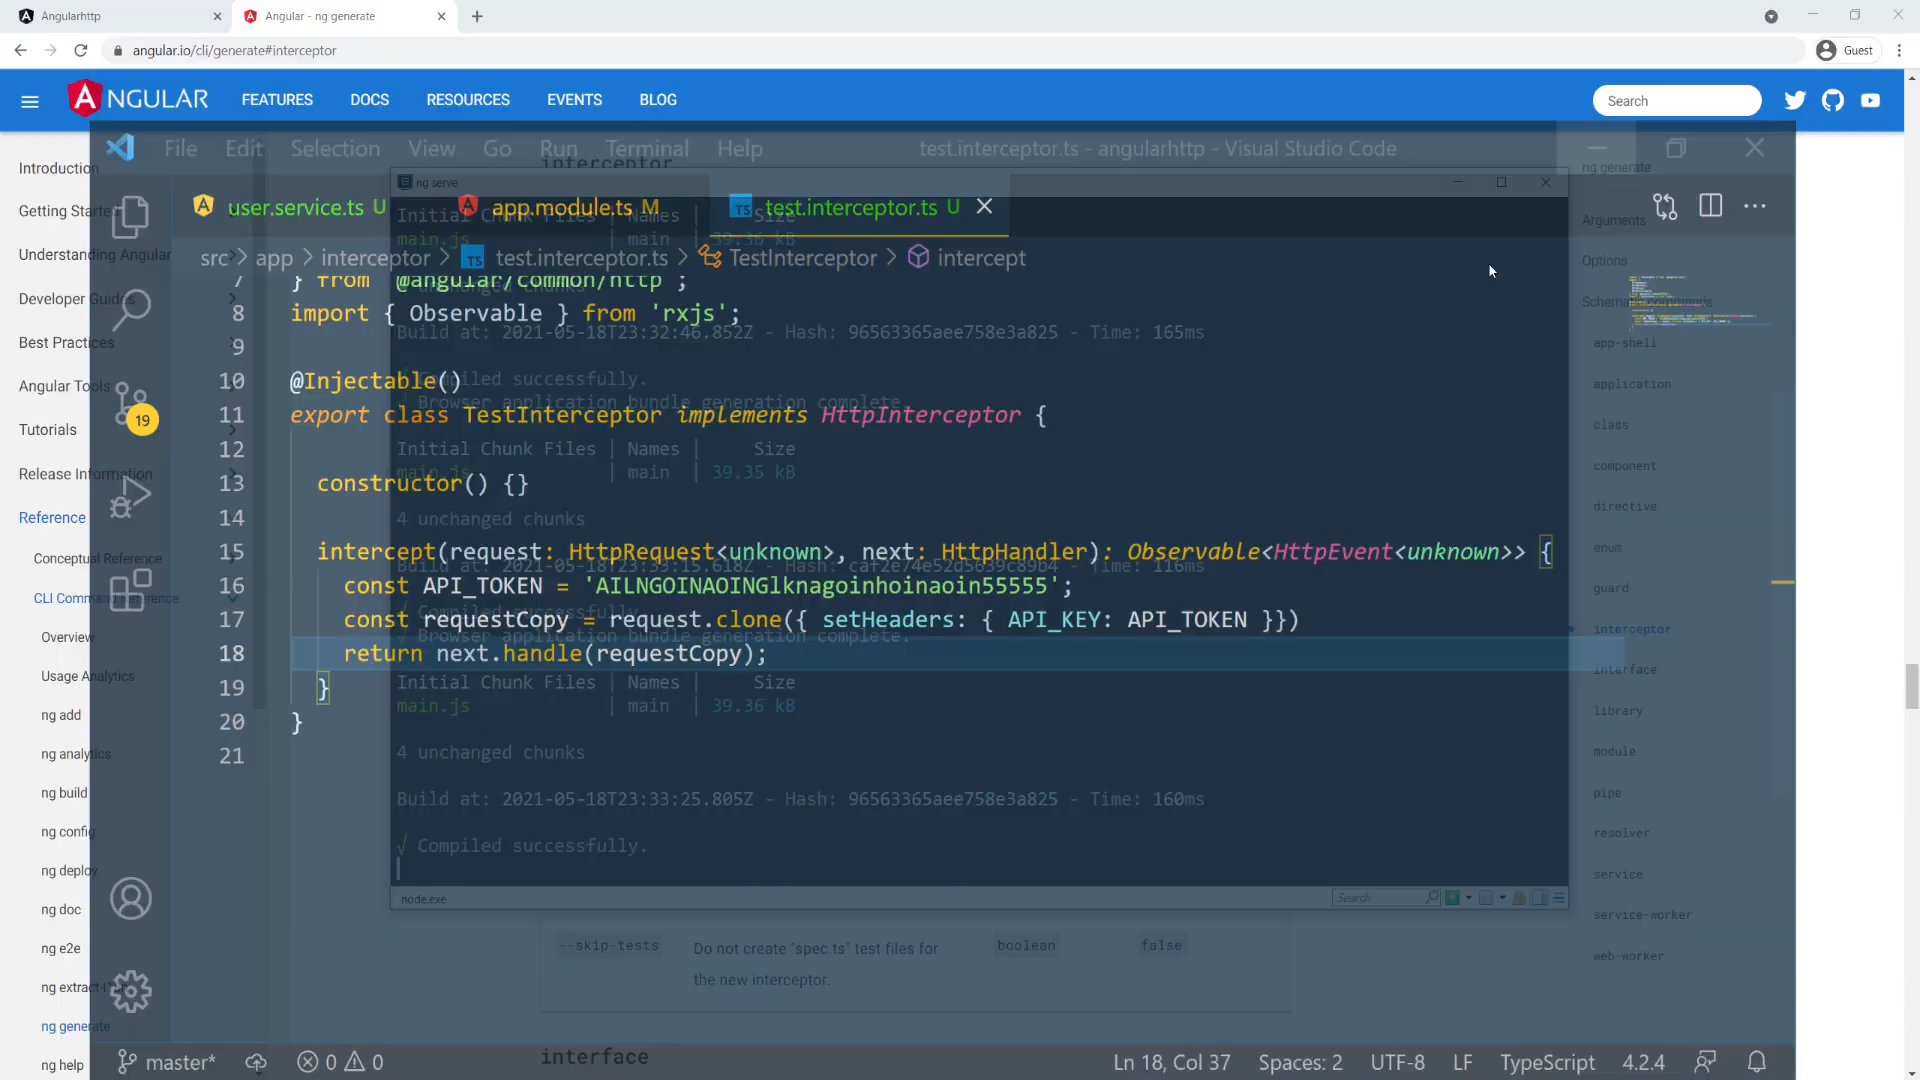 Angularhttp
Angular - ng generate
angular.io/cli/generate#interceptor
Guest
ANGULAR
FEATURES
DOCS
RESOURCES
EVENTS
BLOG
Search
File Edit Selection View Go Run Terminal Help
test.interceptor.ts - angularhttp - Visual Studio Code
interceptor
ng serve
user.service.ts U
app.module.ts M
TS test.interceptor.ts U
src > app > interceptor > TS test.interceptor.ts > TestInterceptor > intercept
7 } from '@angular/common/http';
8 import { Observable } from 'rxjs';
9
10 @Injectable()
11 export class TestInterceptor implements HttpInterceptor {
12
13 constructor() {}
14
15 intercept(request: HttpRequest<unknown>, next: HttpHandler): Observable<HttpEvent<unknown>> {
16 const API_TOKEN = 'AILNGOINAOINGlknagoinhoinaoin55555';
17 const requestCopy = request.clone({ setHeaders: { API_KEY: API_TOKEN }})
18 return next.handle(requestCopy);
19 }
20 }
21
Initial Chunk Files | Names | Size
main.js | main | 39.36 kB
4 unchanged chunks
Build at: 2021-05-18T23:32:46.852Z - Hash: 96563365aee758e3a825 - Time: 165ms
√ Compiled successfully.
√ Browser application bundle generation complete.
Initial Chunk Files | Names | Size
main.js | main | 39.35 kB
4 unchanged chunks
Build at: 2021-05-18T23:33:15.618Z - Hash: caf2e74e52d5639c89b4 - Time: 116ms
√ Compiled successfully.
√ Browser application bundle generation complete.
Initial Chunk Files | Names | Size
main.js | main | 39.36 kB
4 unchanged chunks
Build at: 2021-05-18T23:33:25.805Z - Hash: 96563365aee758e3a825 - Time: 160ms
√ Compiled successfully.
node.exe
Search
--skip-tests
Do not create "spec.ts" test files for
the new interceptor.
boolean
false
interface
Introduction
Getting Started
Understanding Angular
Developer Guides
Best Practices
Angular Tools
Tutorials
Release Information
Reference
Conceptual Reference
CLI Command Reference
Overview
Usage Analytics
ng add
ng analytics
ng build
ng config
ng deploy
ng doc
ng e2e
ng extract-i18n
ng generate
ng help
19
ng generate
Arguments
Options
Schematic Commands
app-shell
application
class
component
directive
enum
guard
interceptor
interface
library
module
pipe
resolver
service
service-worker
web-worker
master*
0 0
Ln 18, Col 37
Spaces: 2
UTF-8
LF
TypeScript
4.2.4